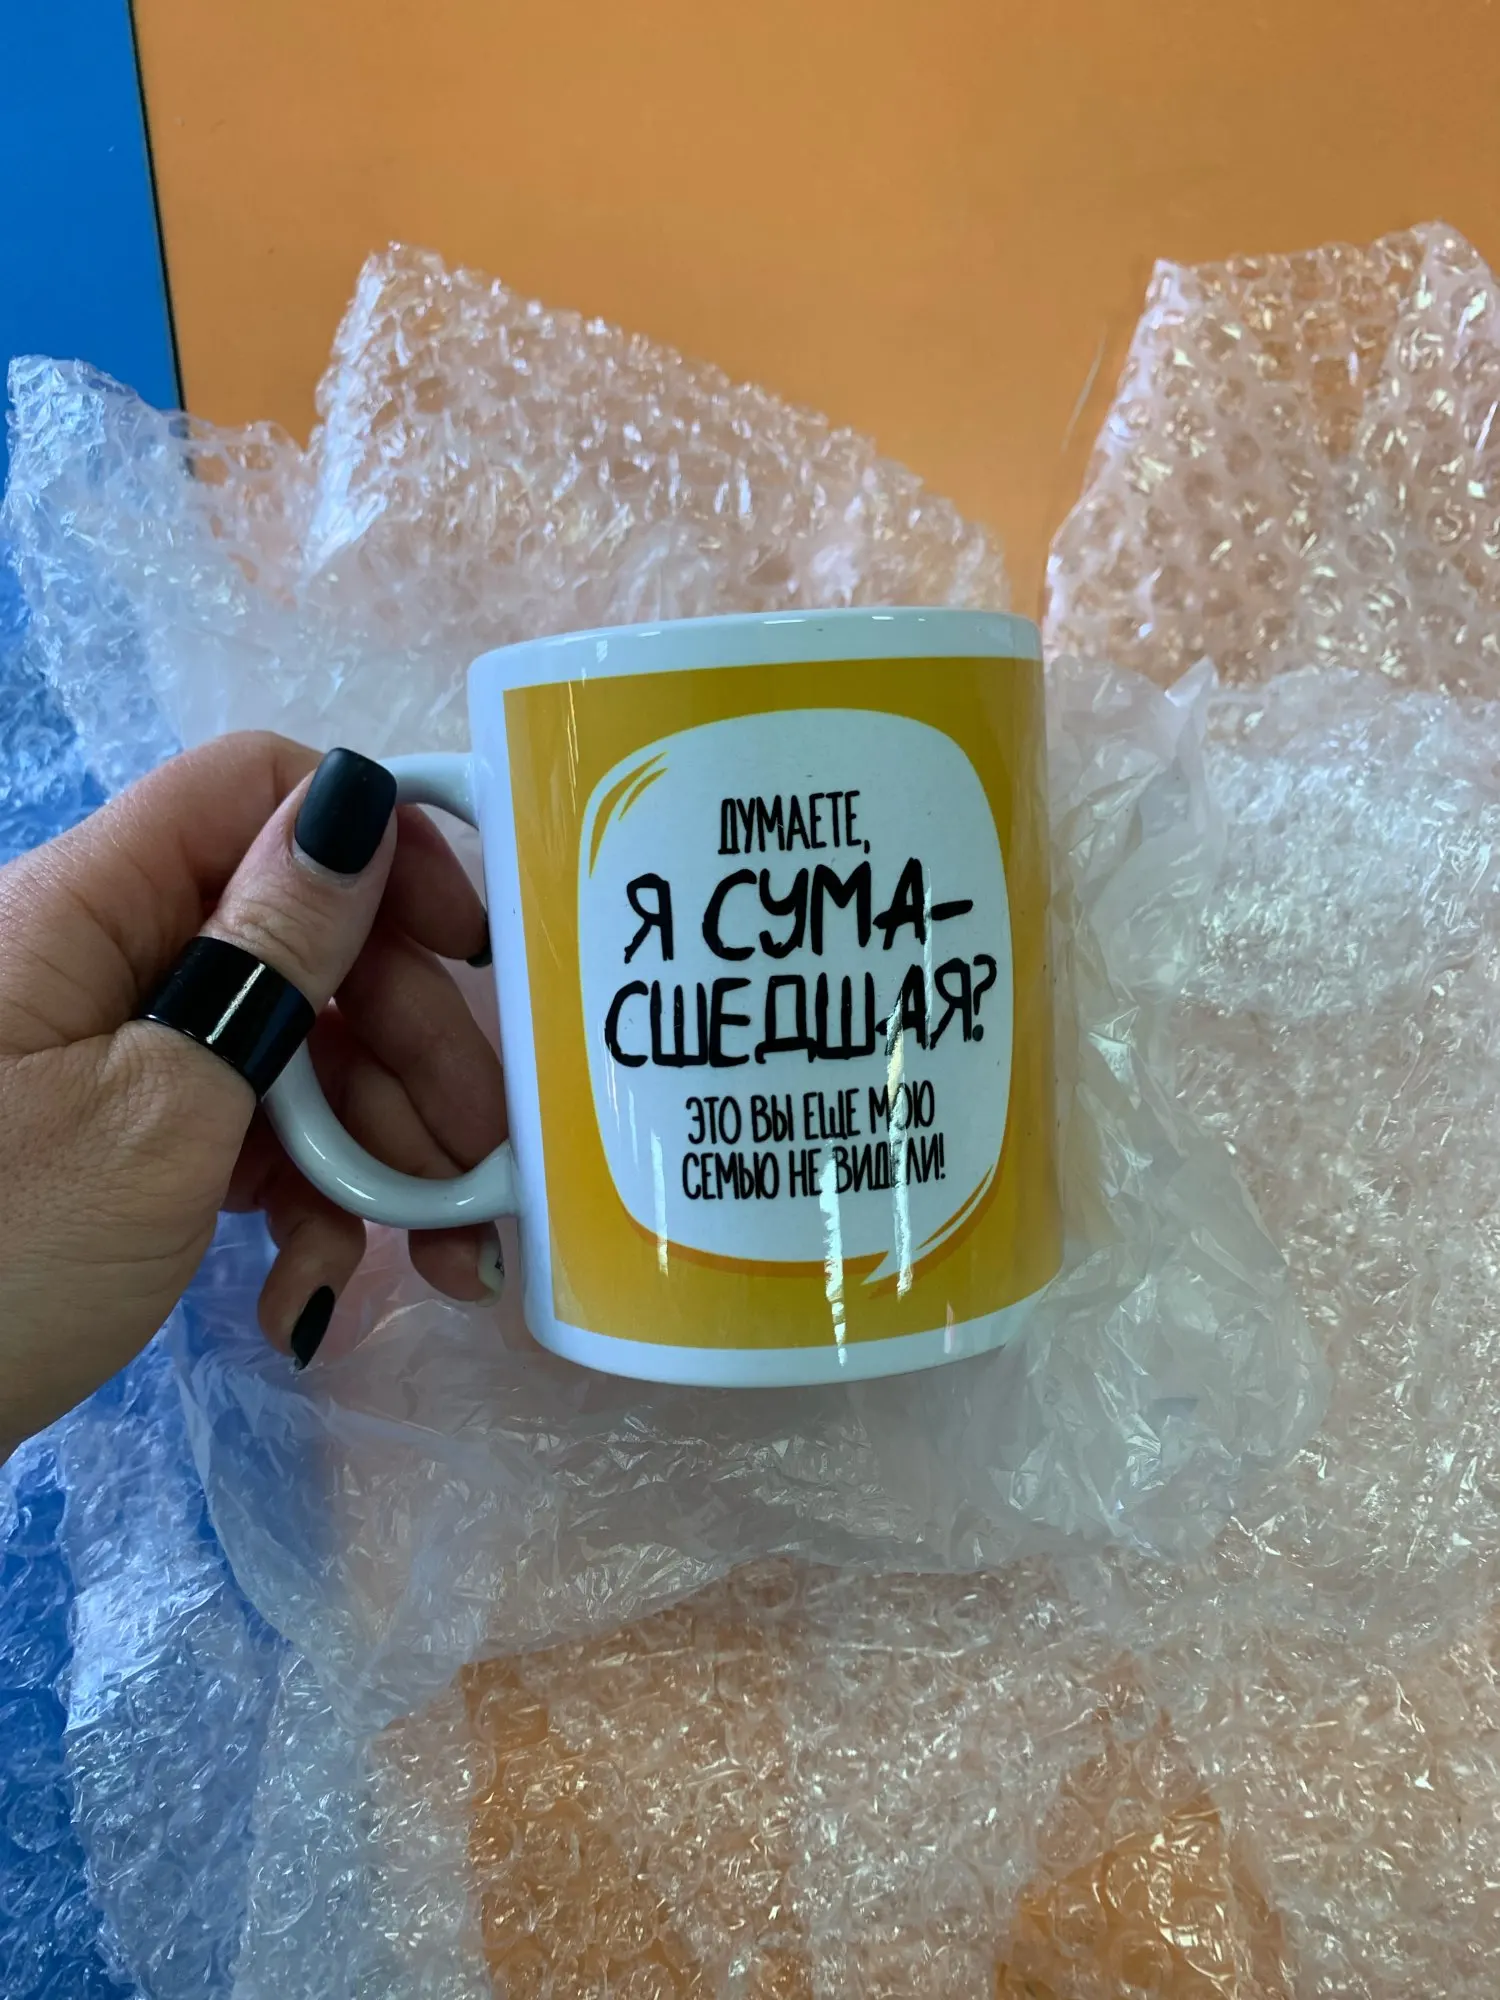 ДУМАЕТЕ,
Я СУМА-
СШЕДШАЯ?
ЭТО ВЫ ЕЩЕ МОЮ
СЕМЬЮ НЕ ВИДЕЛИ!